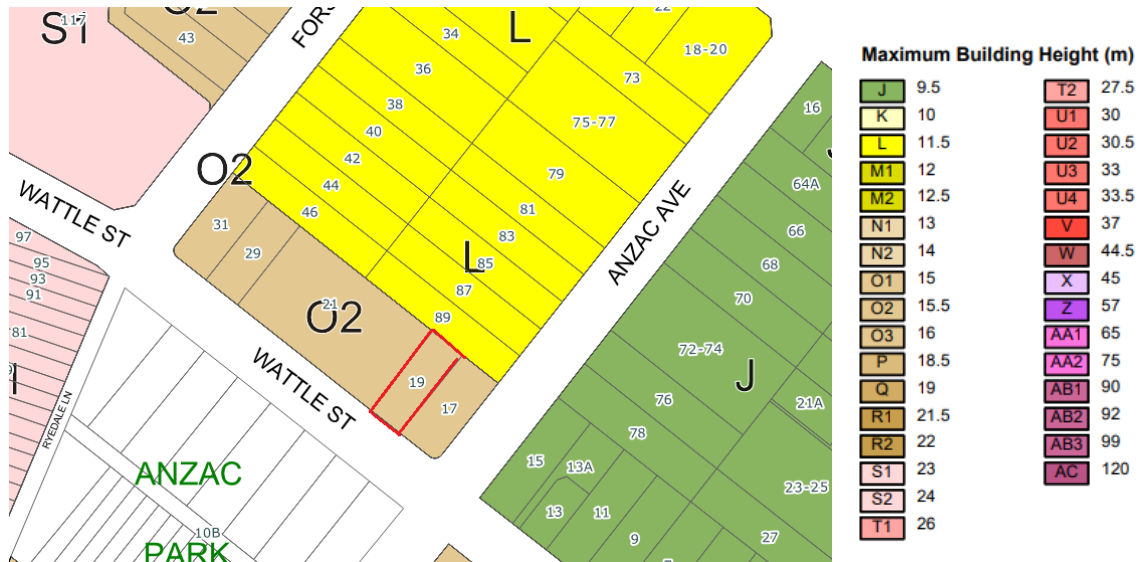 S1
117
O2
43
FORS
34
L
22
18-20
36
73
38
75-77
16
40
42
79
O2
44
64A
46
81
WATTLE ST
31
83
66
ANZAC AVE
97
29
L
85
68
95
93
91
87
70
21
O2
89
81
72-74
19
J
WATTLE ST
17
76
21A
RYEDALE LN
78
15
13A
ANZAC
23-25
13
11
10B
9
27
PARK
Maximum Building Height (m)
J 9.5
K 10
L 11.5
M1 12
M2 12.5
N1 13
N2 14
O1 15
O2 15.5
O3 16
P 18.5
Q 19
R1 21.5
R2 22
S1 23
S2 24
T1 26
T2 27.5
U1 30
U2 30.5
U3 33
U4 33.5
V 37
W 44.5
X 45
Z 57
AA1 65
AA2 75
AB1 90
AB2 92
AB3 99
AC 120